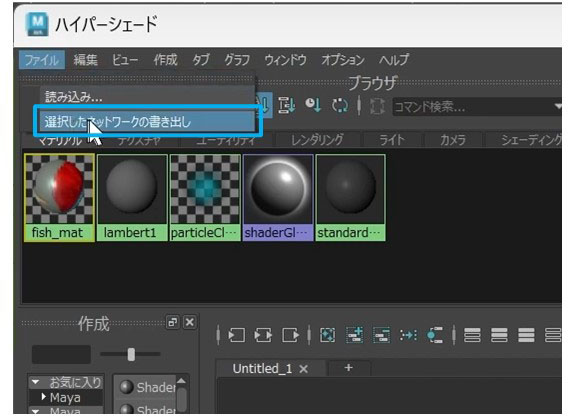 ハイパーシェード
ファイル 編集 ビュー 作成 タブ グラフ ウィンドウ オプション ヘルプ
ブラウザ
読み込み...
コマンド検索...
選択したネットワークの書き出し
マテリアル テクスチャ ユーティリティ レンダリング ライト カメラ シェーディング
fish_mat lambert1 particleCl... shaderGl... standard...
作成
Untitled_1 × +
お気に入り
Maya
Maya
Shader
Shader